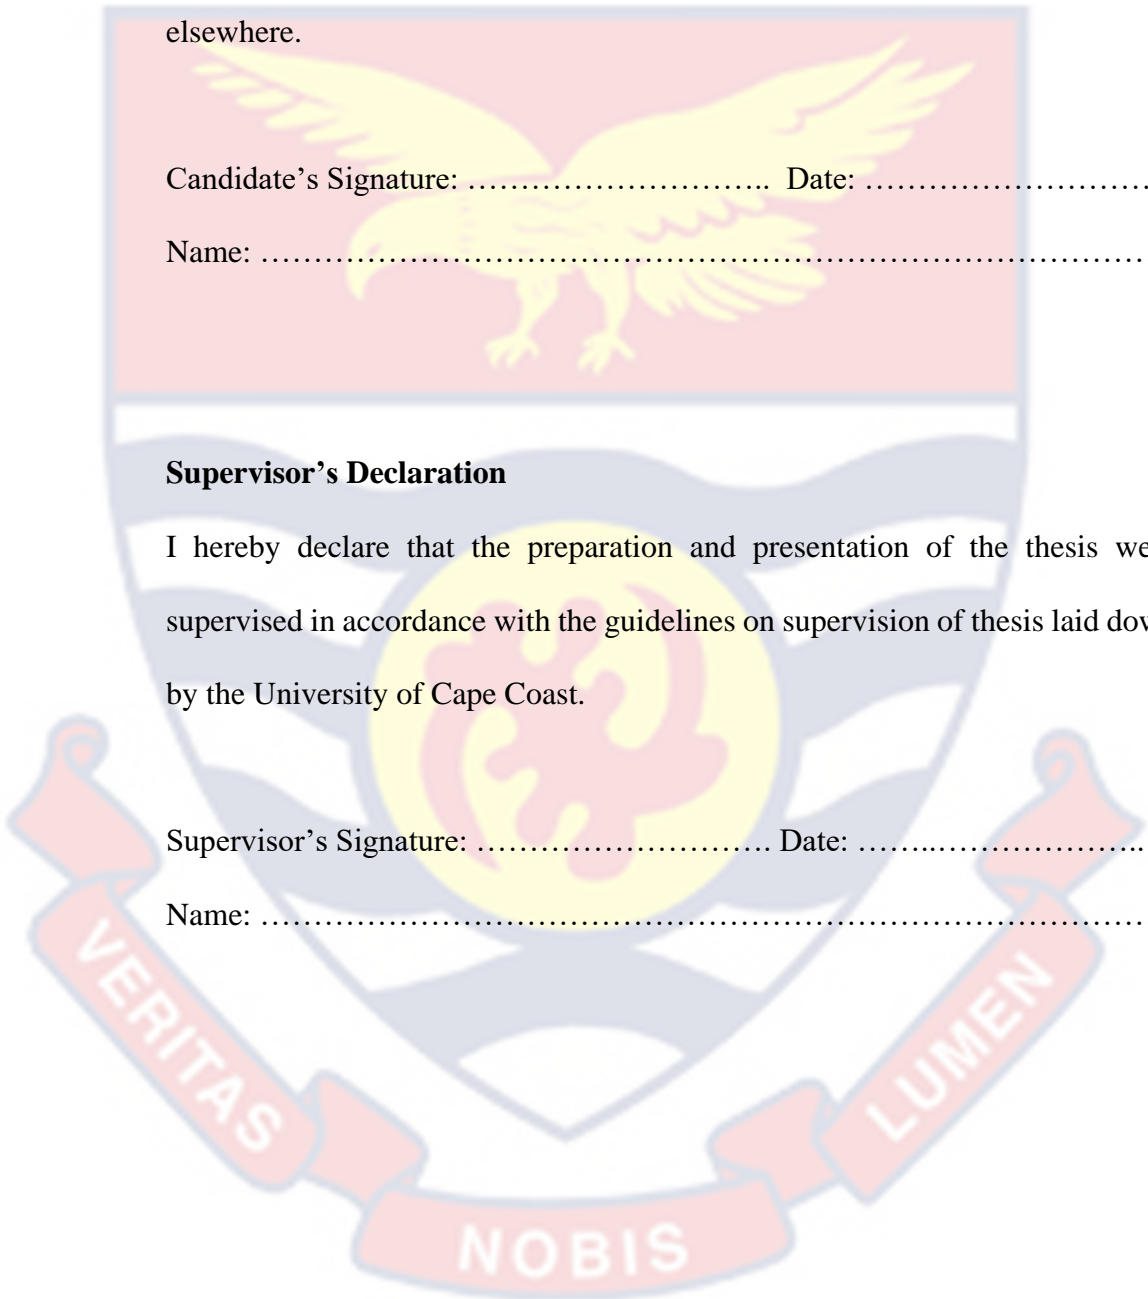 elsewhere.
Candidate’s Signature: ……………………….. Date: ………………………
Name: …………………………………………………………………………
Supervisor’s Declaration
I hereby declare that the preparation and presentation of the thesis we
supervised in accordance with the guidelines on supervision of thesis laid dov
by the University of Cape Coast.
Supervisor’s Signature: ………………………. Date: ……..………………..
Name: …………………………………………………………………………
VERITAS
NOBIS
LUMEN